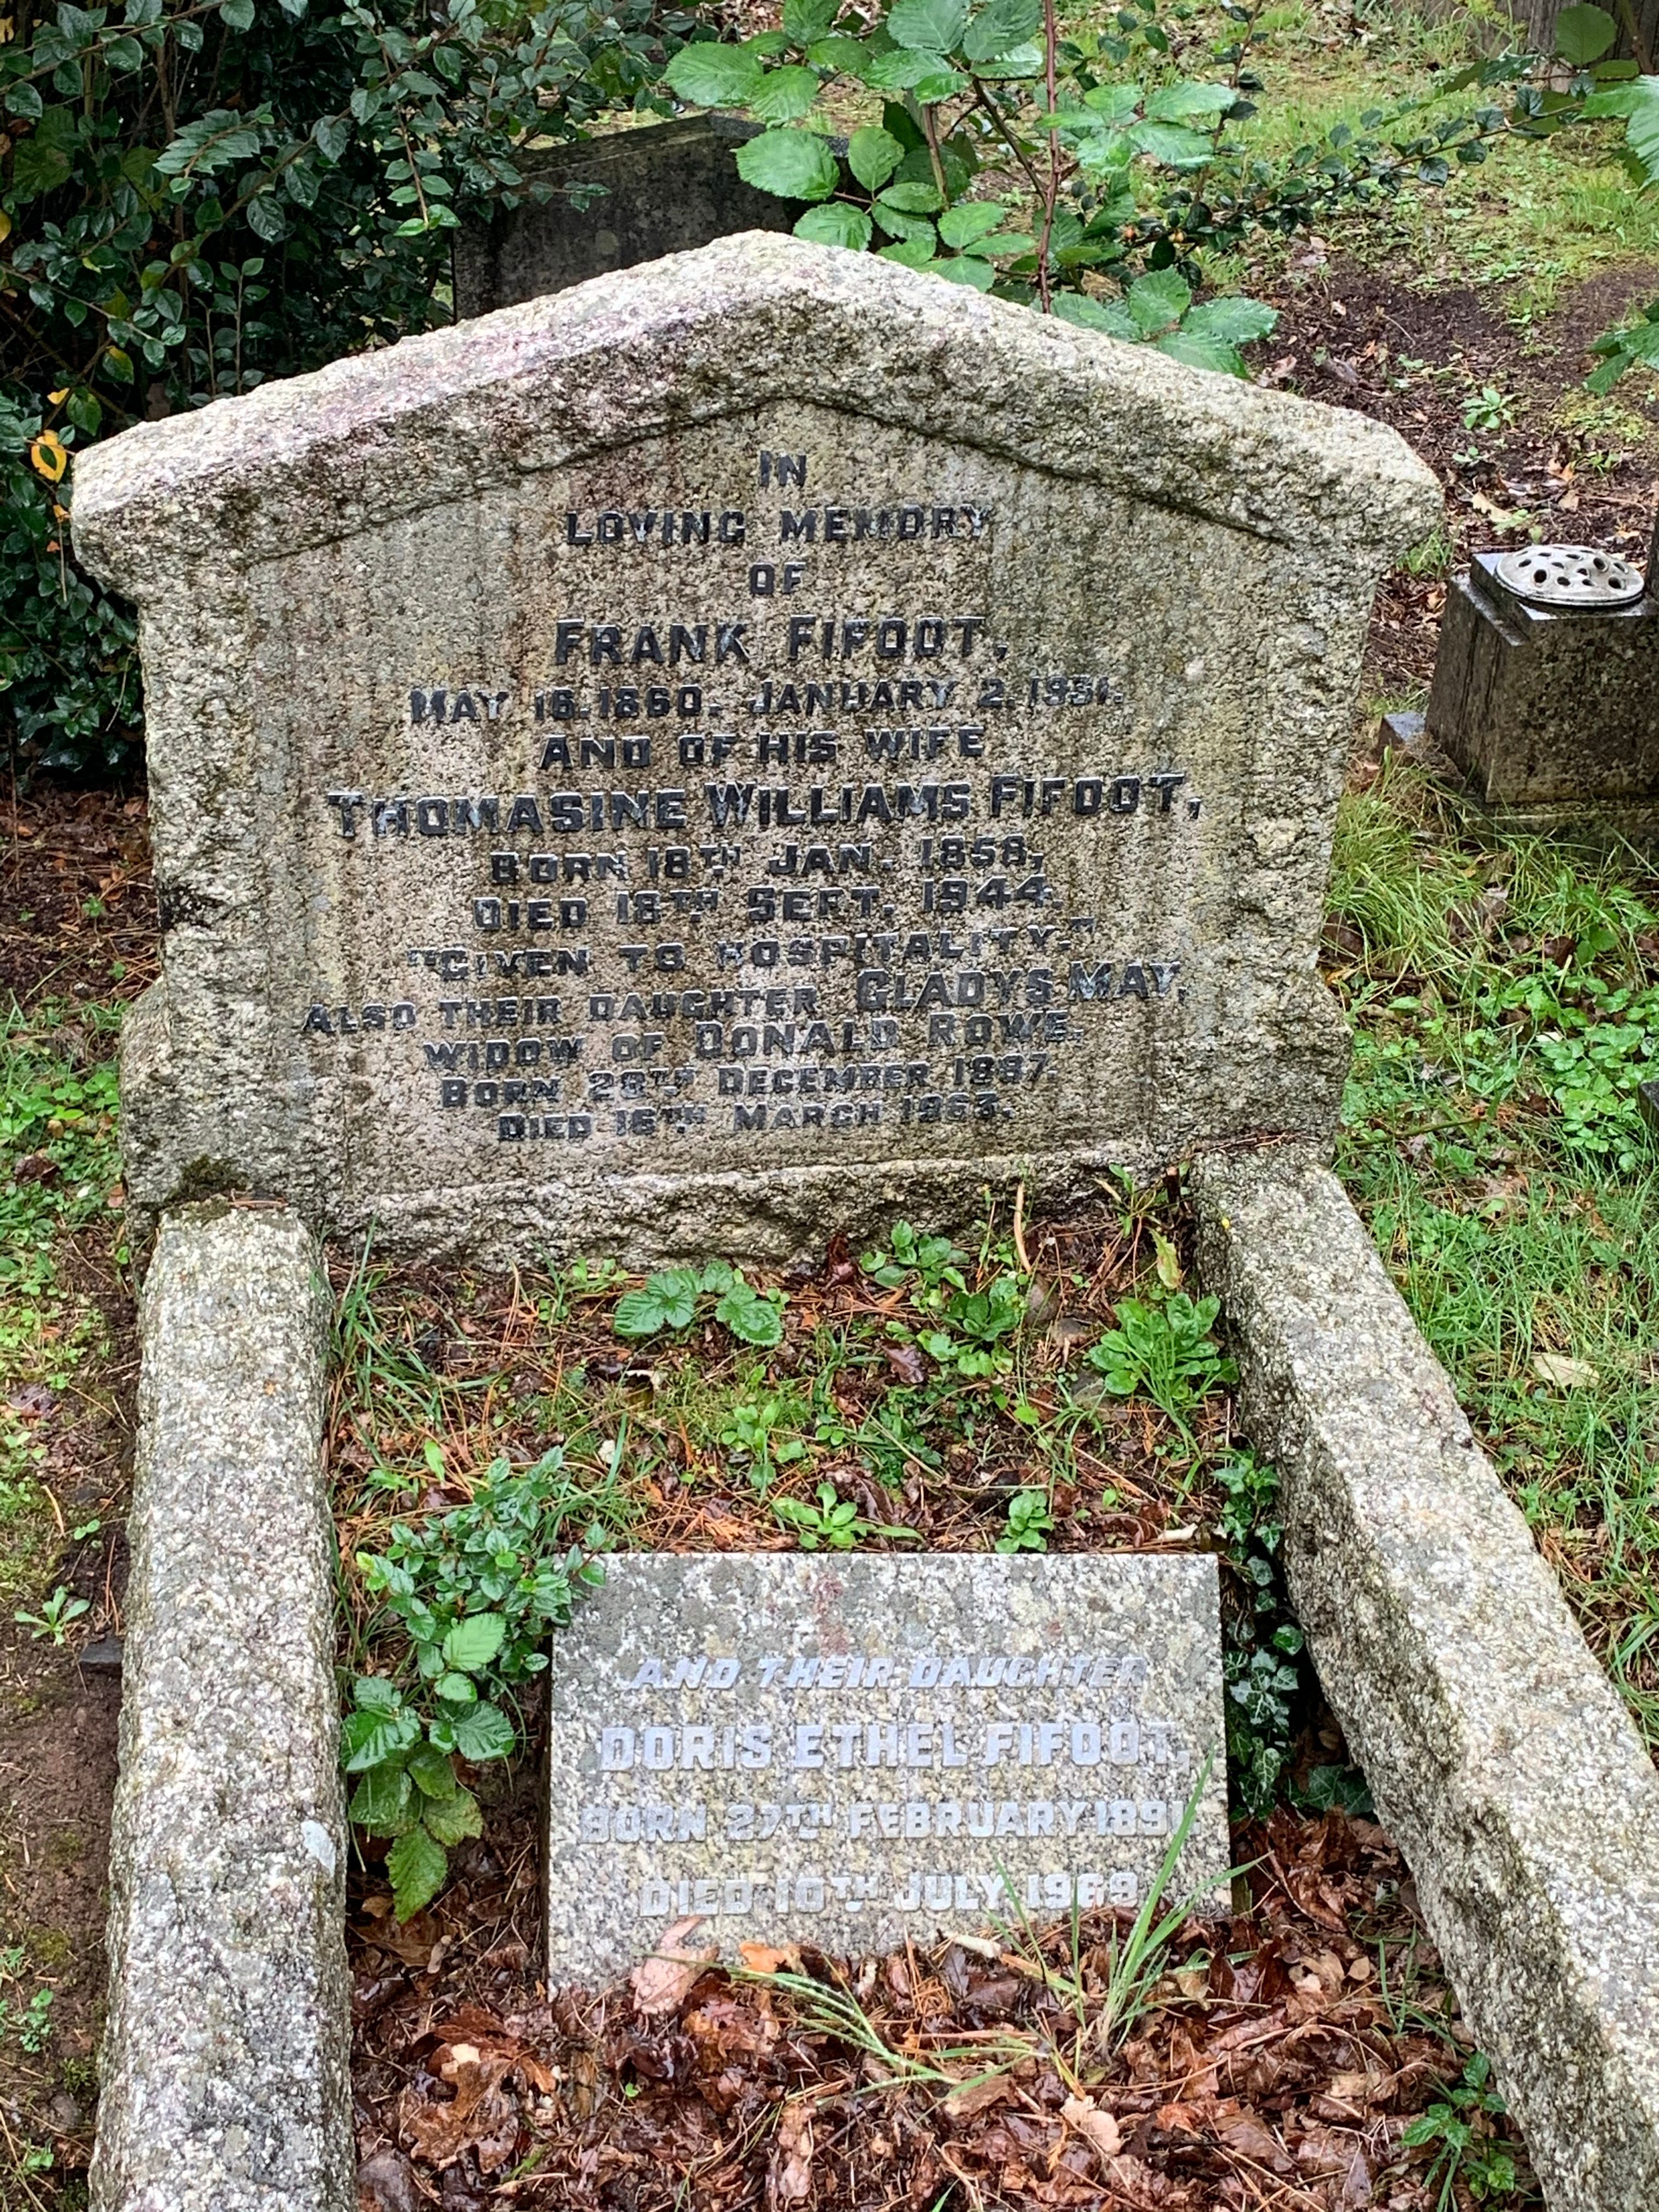 IN
LOVING MEMORY
OF
FRANK FIFOOT,
MAY 16.1860. JANUARY 2.1931.
AND OF HIS WIFE
THOMASINE WILLIAMS FIFOOT,
BORN 18TH JAN. 1858,
DIED 18TH SEPT. 1944.
"GIVEN TO HOSPITALITY."
ALSO THEIR DAUGHTER GLADYS MAY,
WIDOW OF DONALD ROWE.
BORN 28TH DECEMBER 1887.
DIED 16TH MARCH 1963.
AND THEIR DAUGHTER
DORIS ETHEL FIFOOT,
BORN 27TH FEBRUARY 1891
DIED 10TH JULY 1969